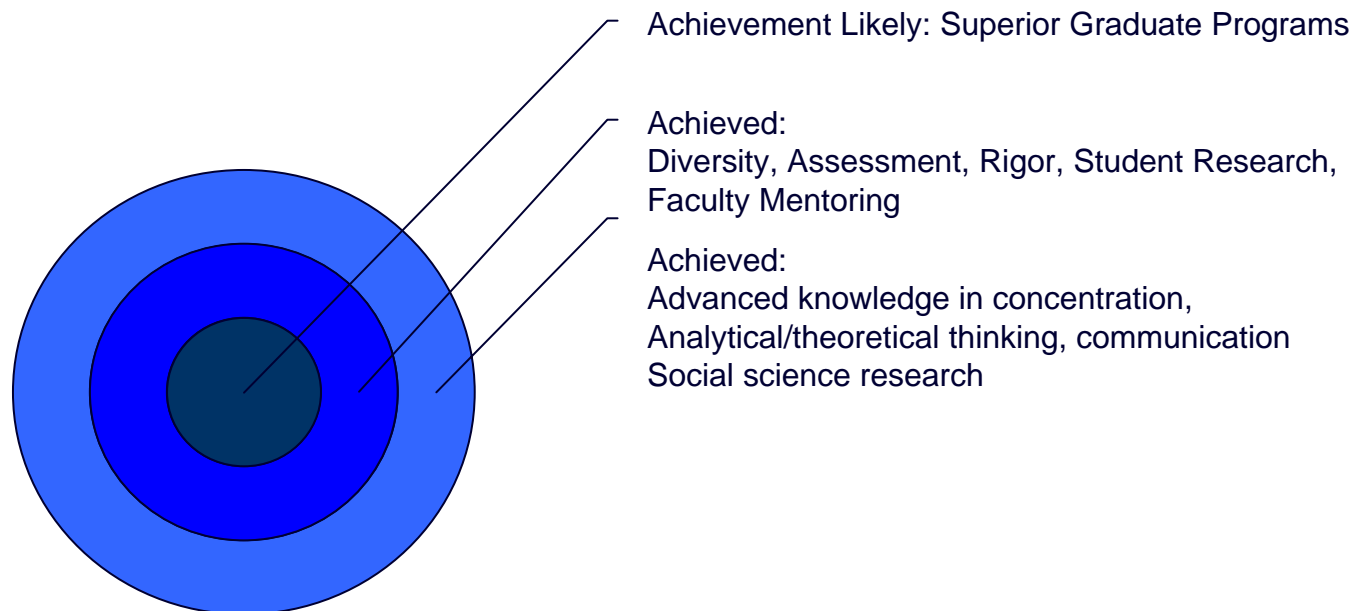 Achievement Likely: Superior Graduate Programs
Achieved:
Diversity, Assessment, Rigor, Student Research,
Faculty Mentoring
Achieved:
Advanced knowledge in concentration,
Analytical/theoretical thinking, communication
Social science research